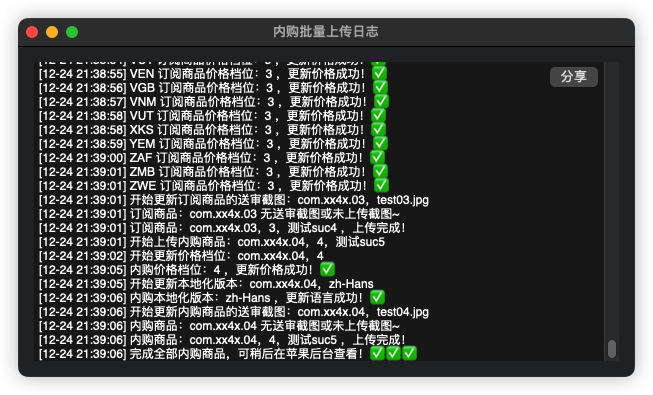 内购批量上传日志
分享
[12-24 21:38:55] VEN 订阅商品价格档位：3 ，更新价格成功！✅
[12-24 21:38:56] VGB 订阅商品价格档位：3 ，更新价格成功！✅
[12-24 21:38:57] VNM 订阅商品价格档位：3 ，更新价格成功！✅
[12-24 21:38:58] VUT 订阅商品价格档位：3 ，更新价格成功！✅
[12-24 21:38:58] XKS 订阅商品价格档位：3 ，更新价格成功！✅
[12-24 21:38:59] YEM 订阅商品价格档位：3 ，更新价格成功！✅
[12-24 21:39:00] ZAF 订阅商品价格档位：3 ，更新价格成功！✅
[12-24 21:39:01] ZMB 订阅商品价格档位：3 ，更新价格成功！✅
[12-24 21:39:01] ZWE 订阅商品价格档位：3 ，更新价格成功！✅
[12-24 21:39:01] 开始更新订阅商品的送审截图：com.xx4x.03，test03.jpg
[12-24 21:39:01] 订阅商品：com.xx4x.03 无送审截图或未上传截图~
[12-24 21:39:01] 订阅商品：com.xx4x.03，3，测试suc4 ，上传完成！
[12-24 21:39:01] 开始上传内购商品：com.xx4x.04，4，测试suc5
[12-24 21:39:02] 开始更新价格档位：com.xx4x.04，4
[12-24 21:39:05] 内购价格档位：4 ，更新价格成功！✅
[12-24 21:39:05] 开始更新本地化版本：com.xx4x.04，zh-Hans
[12-24 21:39:06] 内购本地化版本：zh-Hans ，更新语言成功！✅
[12-24 21:39:06] 开始更新内购商品的送审截图：com.xx4x.04，test04.jpg
[12-24 21:39:06] 内购商品：com.xx4x.04 无送审截图或未上传截图~
[12-24 21:39:06] 内购商品：com.xx4x.04，4，测试suc5 ，上传完成！
[12-24 21:39:06] 完成全部内购商品，可稍后在苹果后台查看！✅✅✅